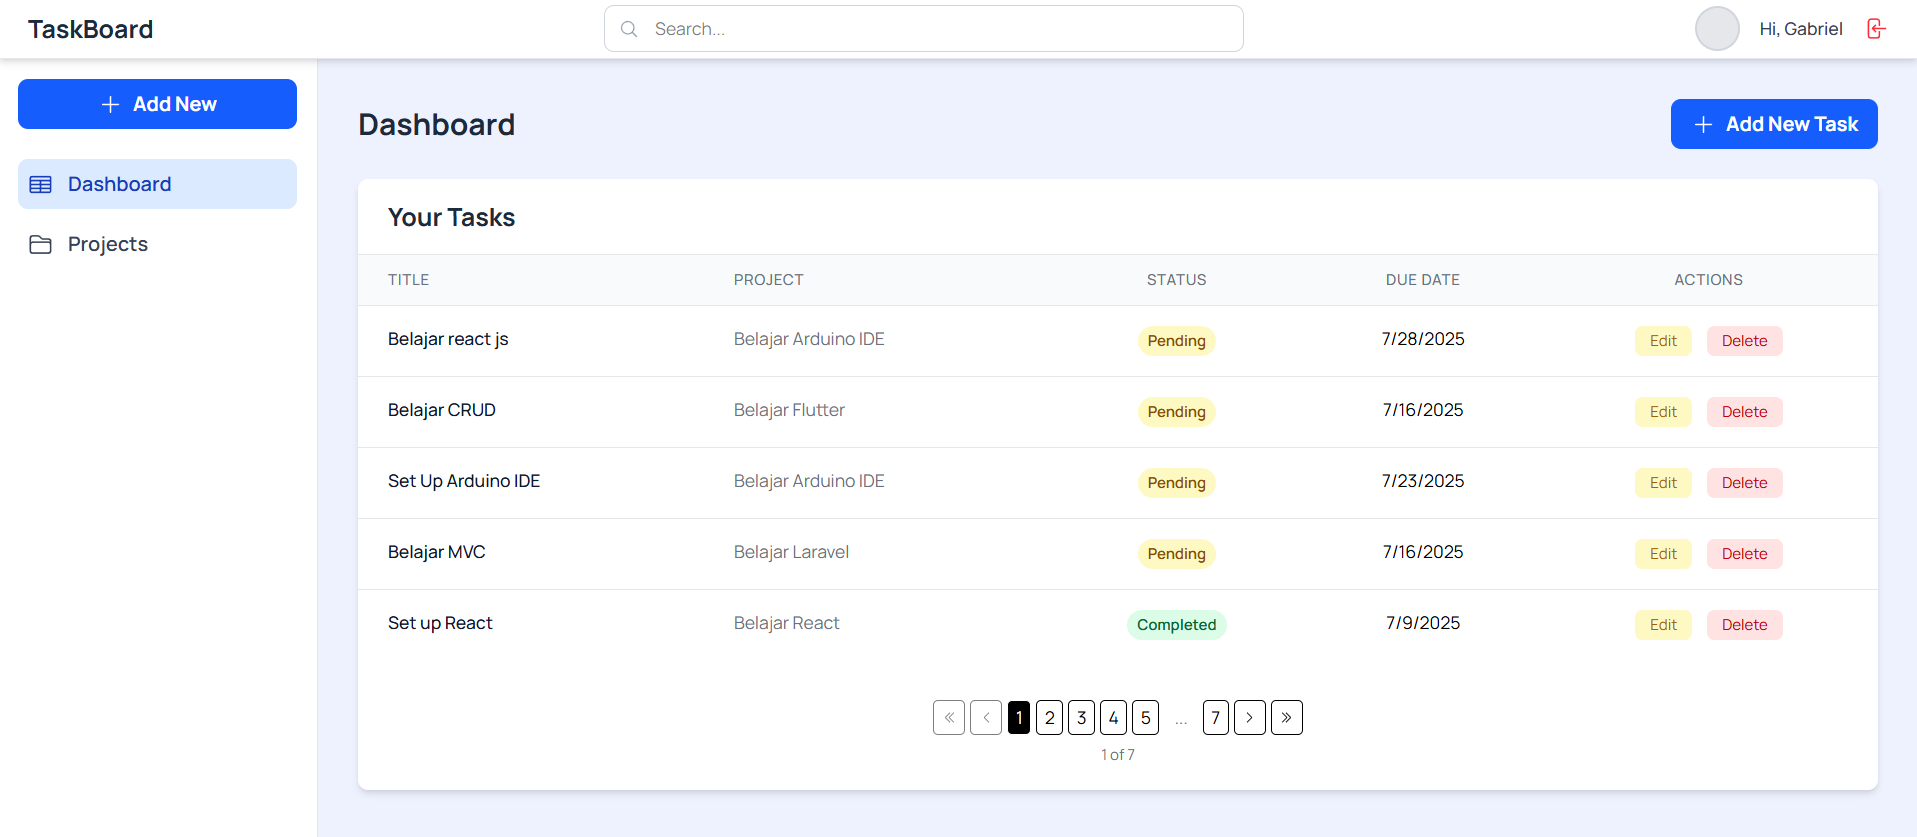 TaskBoard
Search...
Hi, Gabriel
Add New
Dashboard
Projects
Dashboard
Add New Task
Your Tasks
TITLE PROJECT STATUS DUE DATE ACTIONS
Belajar react js Belajar Arduino IDE Pending 7/28/2025 Edit Delete
Belajar CRUD Belajar Flutter Pending 7/16/2025 Edit Delete
Set Up Arduino IDE Belajar Arduino IDE Pending 7/23/2025 Edit Delete
Belajar MVC Belajar Laravel Pending 7/16/2025 Edit Delete
Set up React Belajar React Completed 7/9/2025 Edit Delete
« ‹ 1 2 3 4 5 ... 7 › »
1 of 7